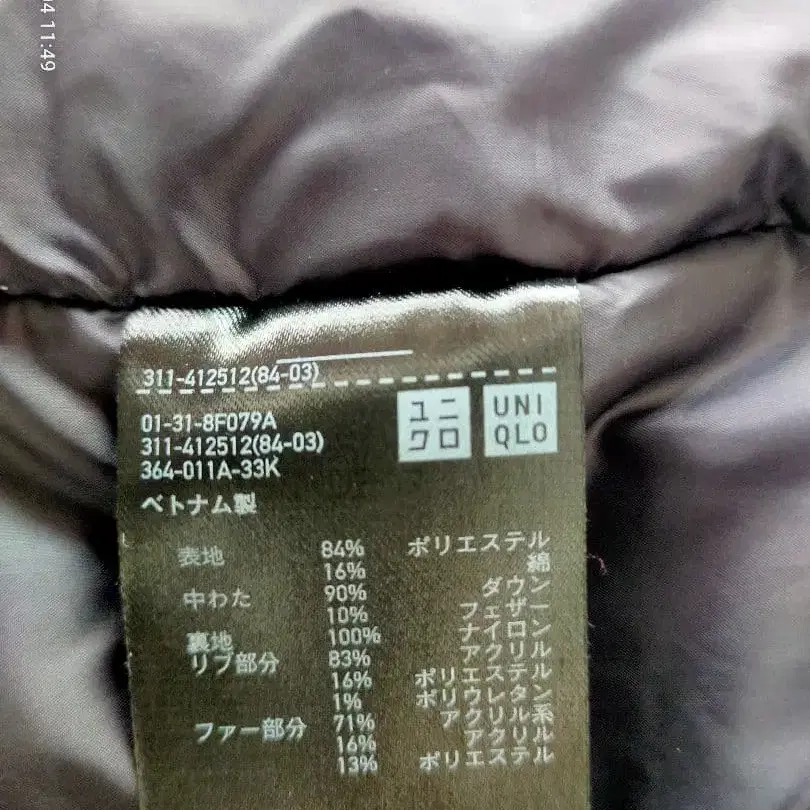 04 11:49
311-412512(84-03)
01-31-8F079A
311-412512(84-03)
364-011A-33K
ユニ
クロ
UNI
QLO
ベトナム製
表地 84% ポリエステル
16% 綿
中わた 90% ダウン
10% フェザー
裏地 100% ナイロン
リブ部分 83% アクリル
16% ポリエステル
1% ポリウレタン
ファー部分 71% アクリル系
16% アクリル
13% ポリエステル